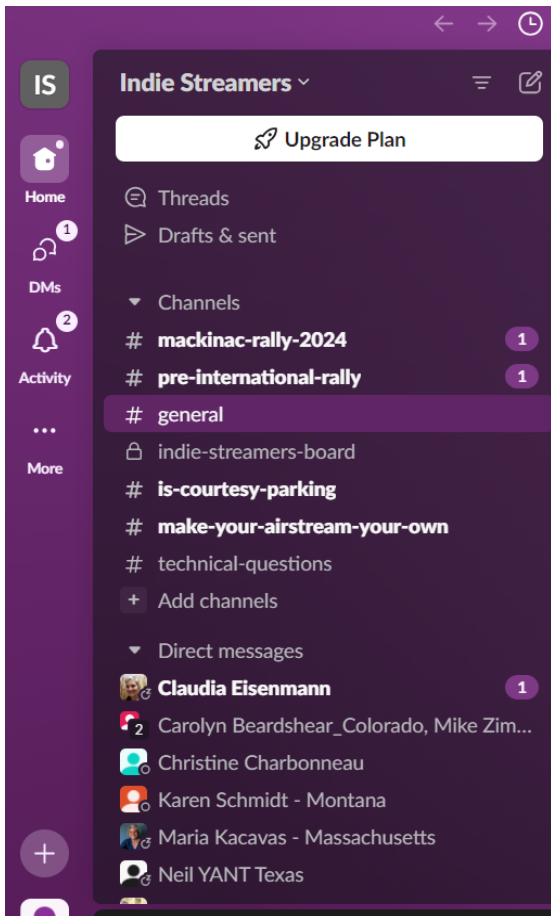 IS
Indie Streamers
Upgrade Plan
Home
Threads
Drafts & sent
1
DMs
Channels
2
Activity
# mackinac-rally-2024 1
# pre-international-rally 1
# general
More
indie-streamers-board
# is-courtesy-parking
# make-your-airstream-your-own
# technical-questions
+ Add channels
Direct messages
Claudia Eisenmann 1
2 Carolyn Beardshear_Colorado, Mike Zim...
Christine Charbonneau
Karen Schmidt - Montana
Maria Kacavas - Massachusetts
Neil YANT Texas